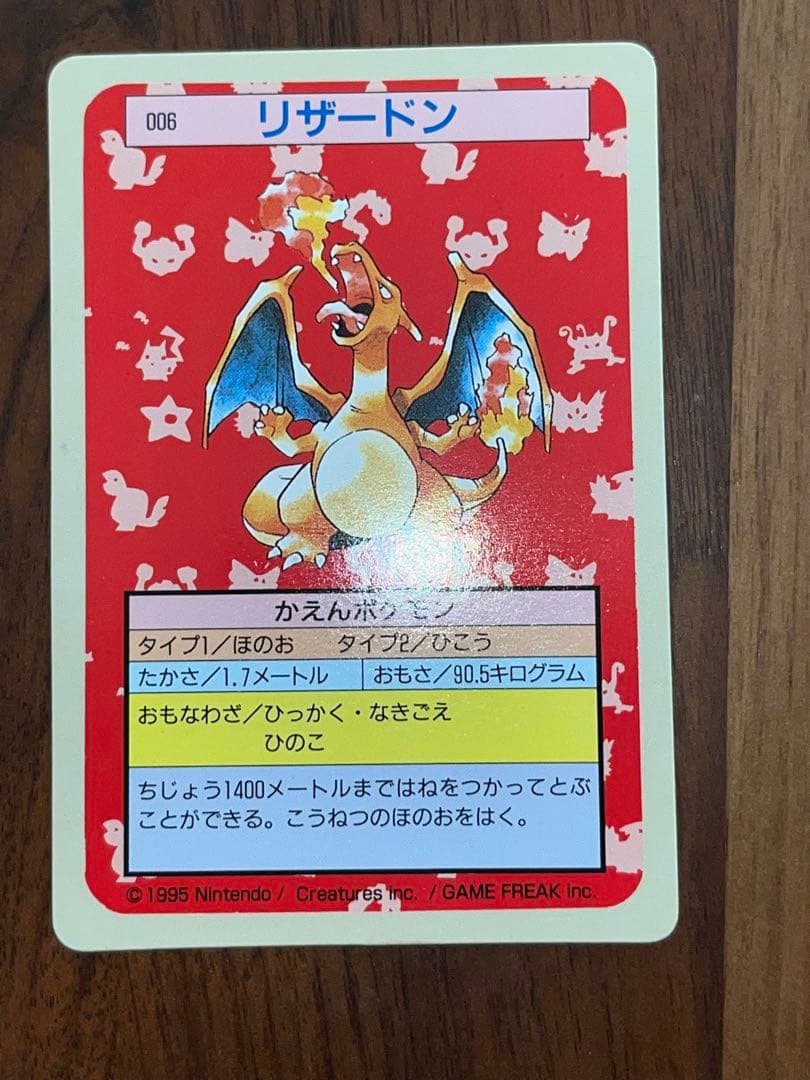 006 リザードン
かえんポケモン
タイプ1／ほのお　タイプ2／ひこう
たかさ／1.7メートル　おもさ／90.5キログラム
おもなわざ／ひっかく・なきごえ
ひのこ
ちじょう1400メートルまではねをつかってとぶ
ことができる。こうねつのほのおをはく。
© 1995 Nintendo / Creatures inc. / GAME FREAK inc.